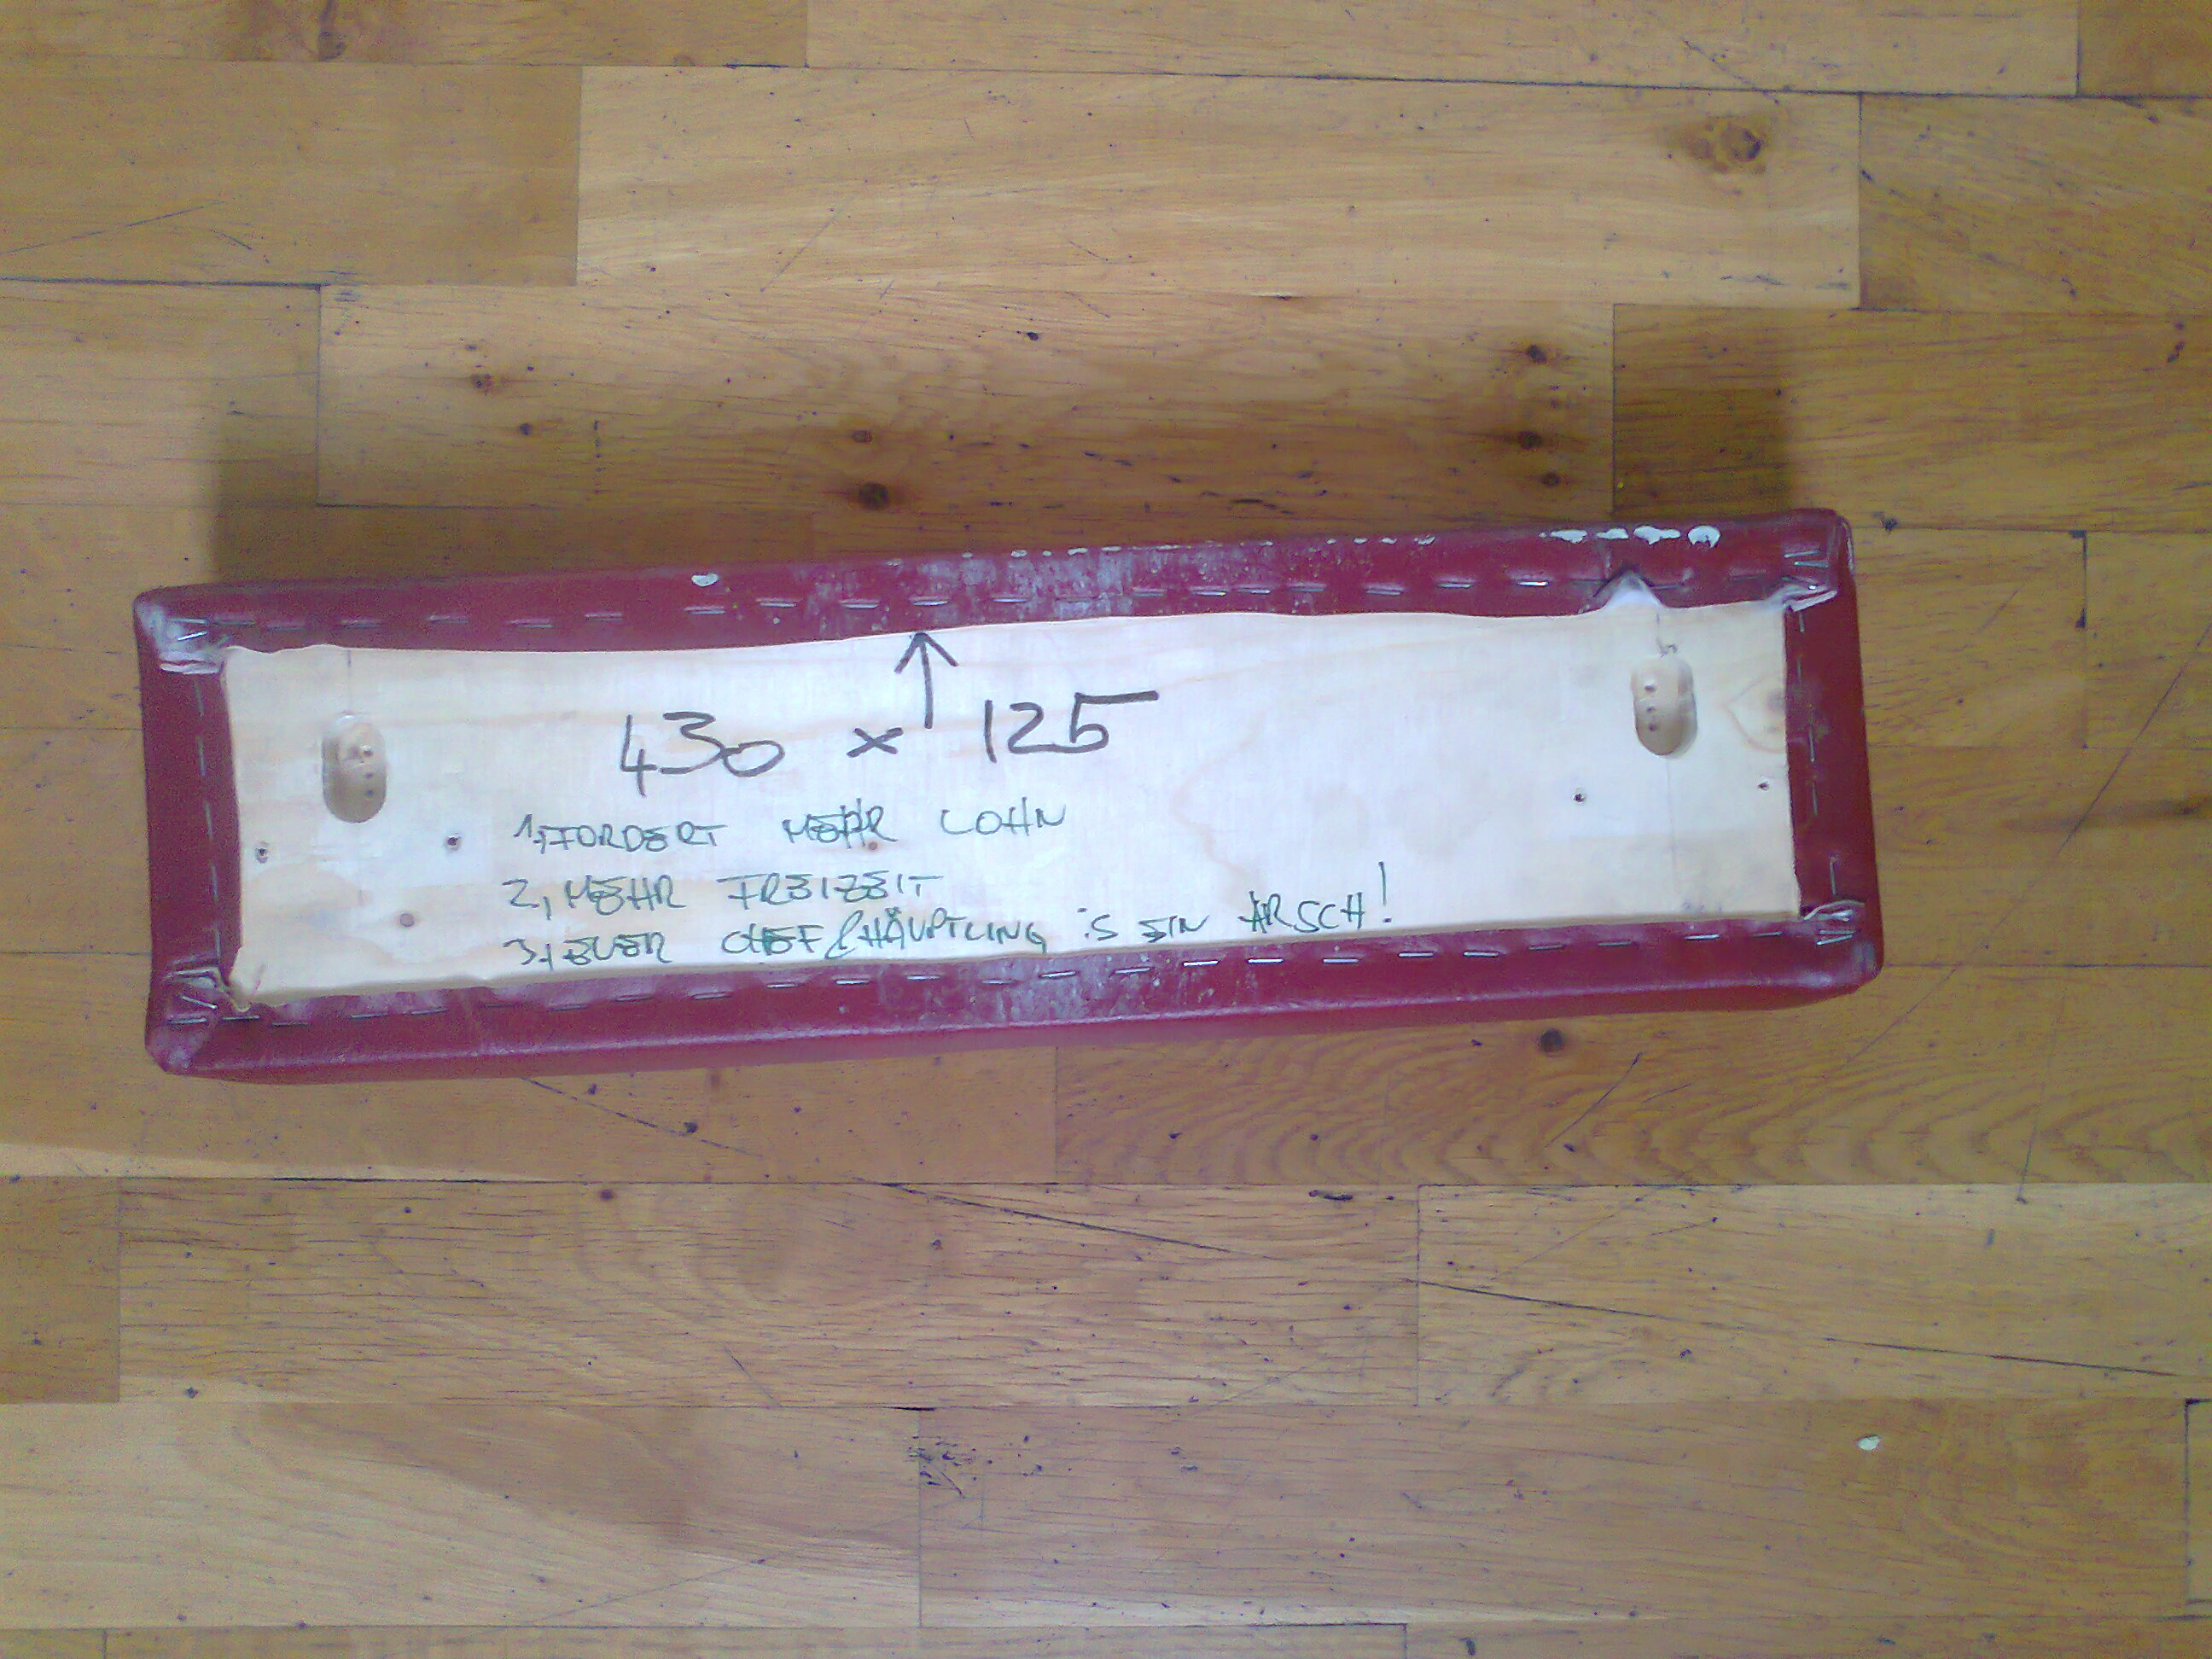 430 x 125
1, FORDERT MEHR LOHN
2, MEHR FREIZEIT
3, EUER CHEF/HÄUPTLING iS EIN ARSCH!